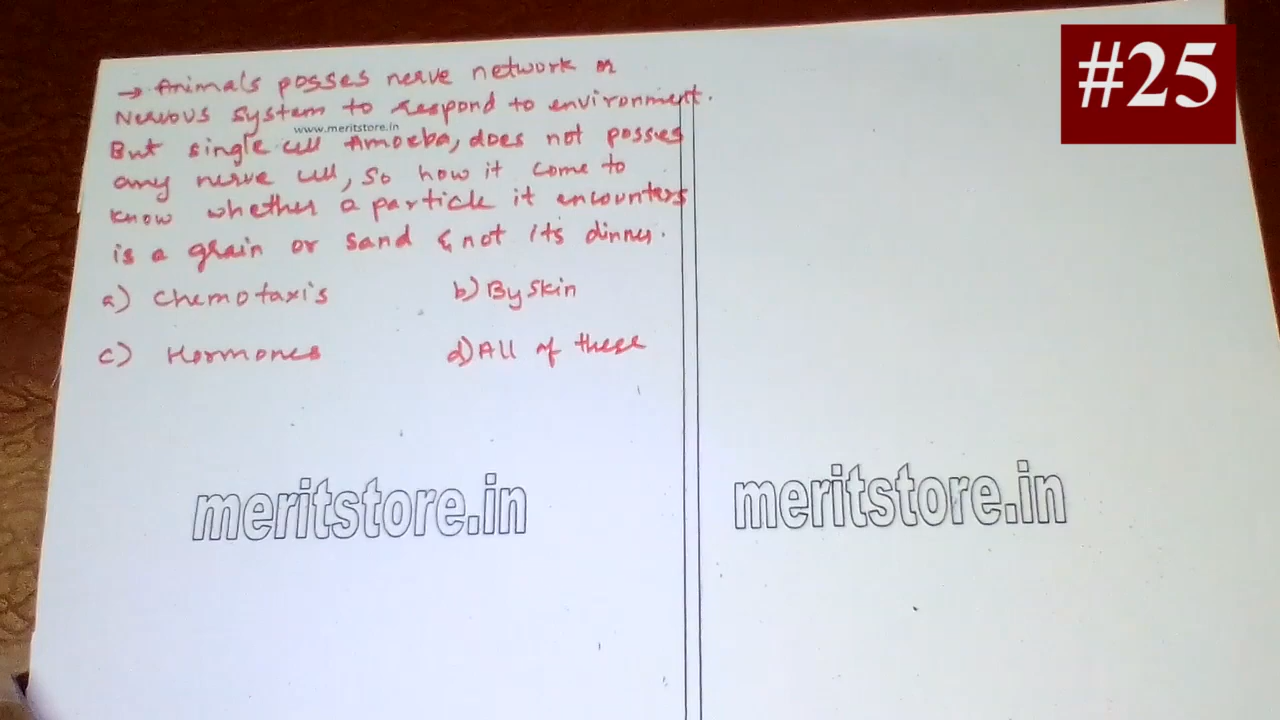 #25
→ Animals posses nerve network or
Nervous system to respond to environment.
www.meritstore.in
But single cell Amoeba, does not posses
any nerve cell, so how it come to
know whether a particle it encounters
is a grain or sand & not its dinner.
a) Chemotaxis b) By Skin
c) Hormones d) All of these
meritstore.in meritstore.in